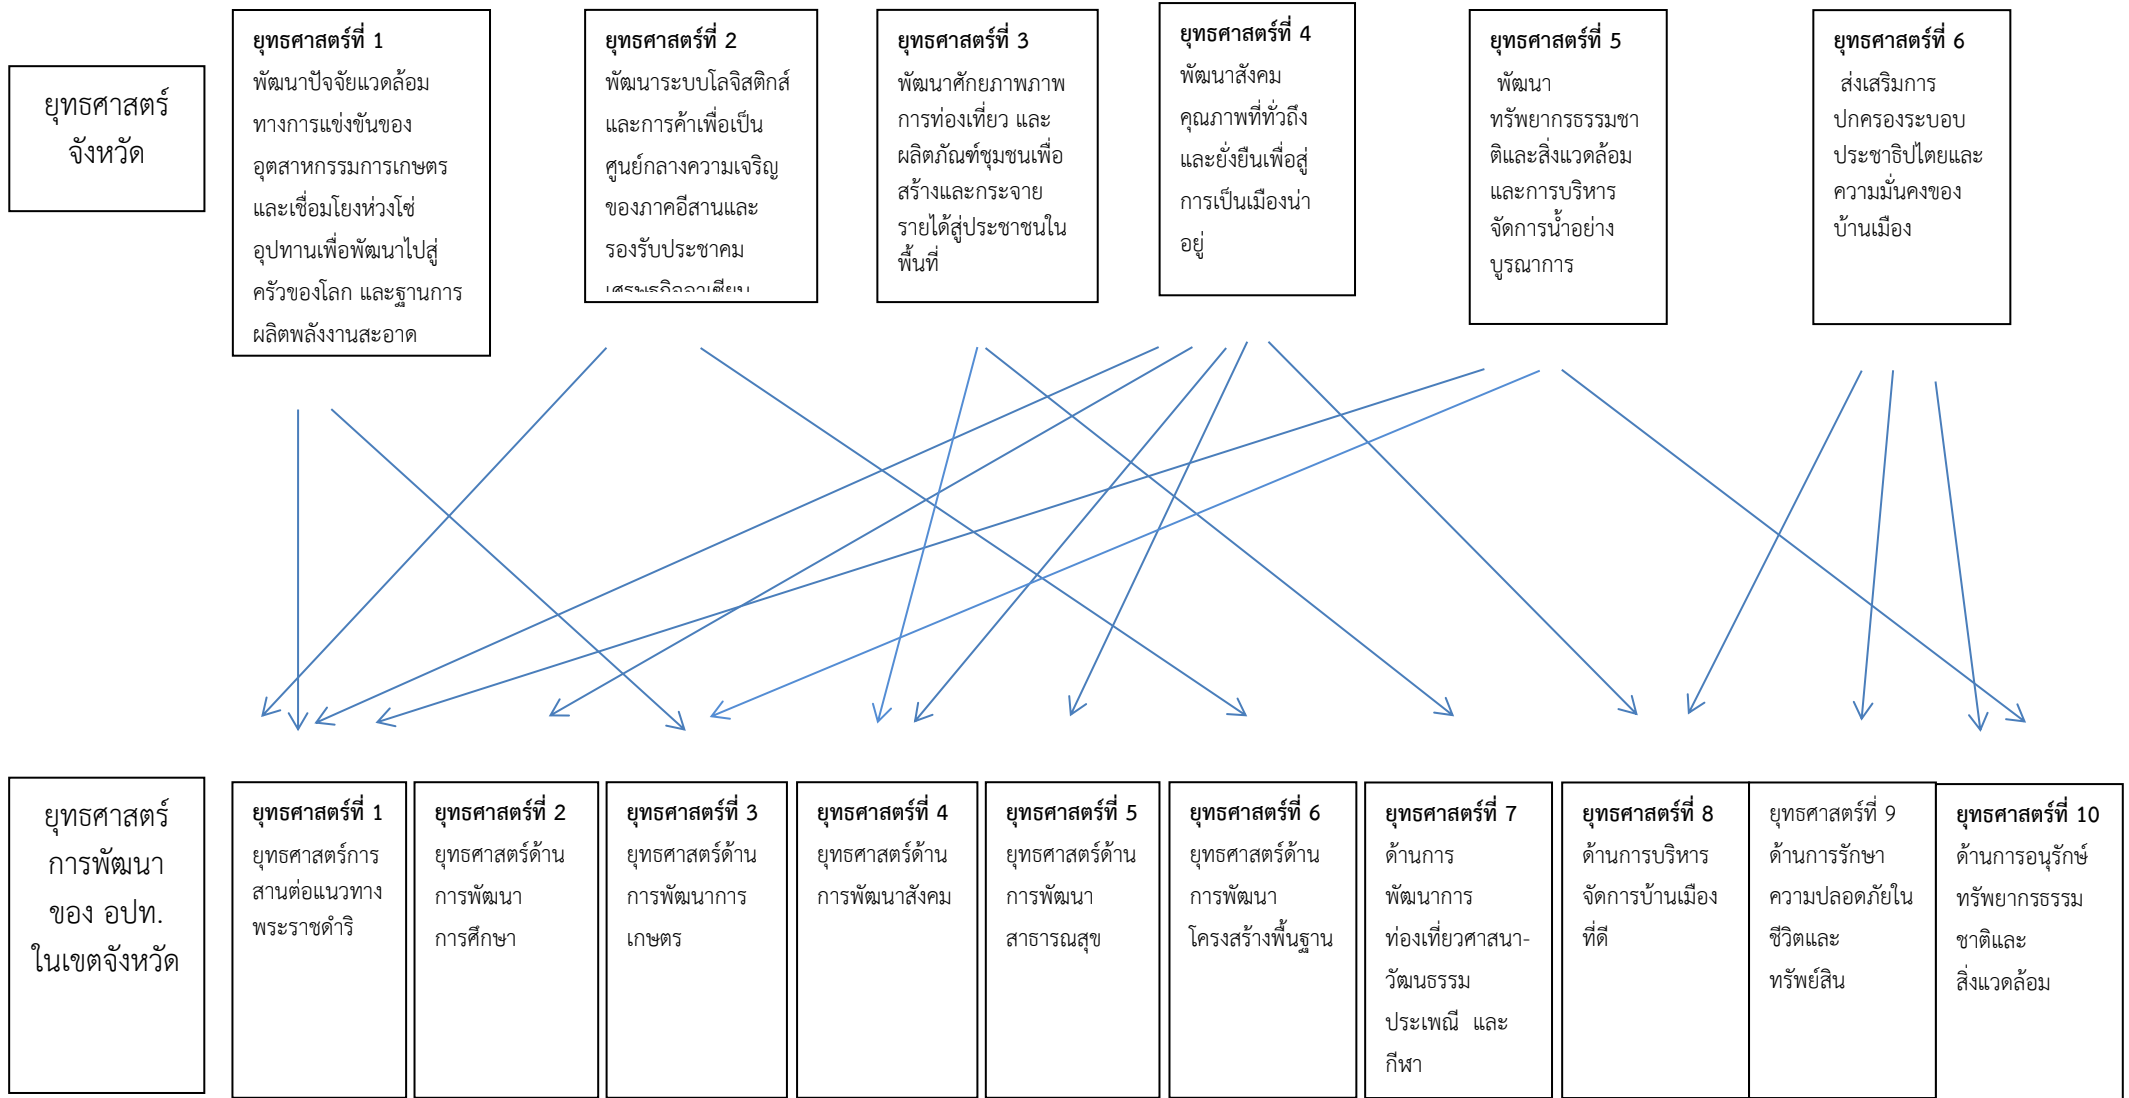 ยุทธศาสตร์
จังหวัด
ยุทธศาสตร์ที่ 1
พัฒนาปัจจัยแวดล้อม
ทางการแข่งขันของ
อุตสาหกรรมการเกษตร
และเชื่อมโยงห่วงโซ่
อุปทานเพื่อพัฒนาไปสู่
ครัวของโลก และฐานการ
ผลิตพลังงานสะอาด
ยุทธศาสตร์ที่ 2
พัฒนาระบบโลจิสติกส์
และการค้าเพื่อเป็น
ศูนย์กลางความเจริญ
ของภาคอีสานและ
รองรับประชาคม
เศรษฐกิจอาเซียน
ยุทธศาสตร์ที่ 3
พัฒนาศักยภาพภาพ
การท่องเที่ยว และ
ผลิตภัณฑ์ชุมชนเพื่อ
สร้างและกระจาย
รายได้สู่ประชาชนใน
พื้นที่
ยุทธศาสตร์ที่ 4
พัฒนาสังคม
คุณภาพที่ทั่วถึง
และยั่งยืนเพื่อสู่
การเป็นเมืองน่า
อยู่
ยุทธศาสตร์ที่ 5
พัฒนา
ทรัพยากรธรรมชา
ติและสิ่งแวดล้อม
และการบริหาร
จัดการน้ำอย่าง
บูรณาการ
ยุทธศาสตร์ที่ 6
ส่งเสริมการ
ปกครองระบอบ
ประชาธิปไตยและ
ความมั่นคงของ
บ้านเมือง
ยุทธศาสตร์
การพัฒนา
ของ อปท.
ในเขตจังหวัด
ยุทธศาสตร์ที่ 1
ยุทธศาสตร์การ
สานต่อแนวทาง
พระราชดำริ
ยุทธศาสตร์ที่ 2
ยุทธศาสตร์ด้าน
การพัฒนา
การศึกษา
ยุทธศาสตร์ที่ 3
ยุทธศาสตร์ด้าน
การพัฒนาการ
เกษตร
ยุทธศาสตร์ที่ 4
ยุทธศาสตร์ด้าน
การพัฒนาสังคม
ยุทธศาสตร์ที่ 5
ยุทธศาสตร์ด้าน
การพัฒนา
สาธารณสุข
ยุทธศาสตร์ที่ 6
ยุทธศาสตร์ด้าน
การพัฒนา
โครงสร้างพื้นฐาน
ยุทธศาสตร์ที่ 7
ด้านการ
พัฒนาการ
ท่องเที่ยวศาสนา-
วัฒนธรรม
ประเพณี และ
กีฬา
ยุทธศาสตร์ที่ 8
ด้านการบริหาร
จัดการบ้านเมือง
ที่ดี
ยุทธศาสตร์ที่ 9
ด้านการรักษา
ความปลอดภัยใน
ชีวิตและ
ทรัพย์สิน
ยุทธศาสตร์ที่ 10
ด้านการอนุรักษ์
ทรัพยากรธรรม
ชาติและ
สิ่งแวดล้อม